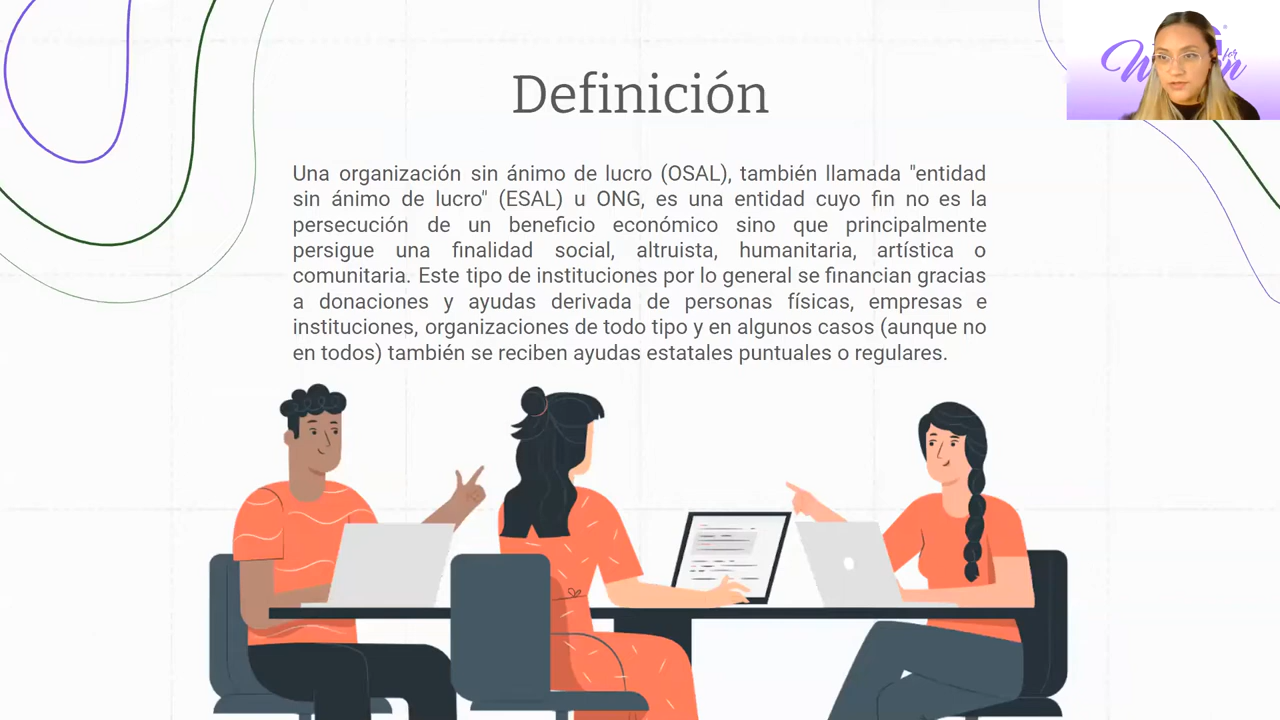 Definición
Una organización sin ánimo de lucro (OSAL), también llamada "entidad
sin ánimo de lucro" (ESAL) u ONG, es una entidad cuyo fin no es la
persecución de un beneficio económico sino que principalmente
persigue una finalidad social, altruista, humanitaria, artística o
comunitaria. Este tipo de instituciones por lo general se financian gracias
a donaciones y ayudas derivada de personas físicas, empresas e
instituciones, organizaciones de todo tipo y en algunos casos (aunque no
en todos) también se reciben ayudas estatales puntuales o regulares.
for